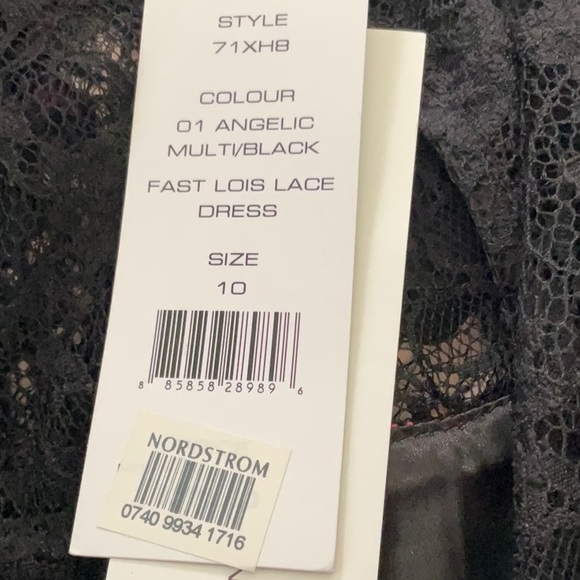 STYLE
71XH8
COLOUR
01 ANGELIC
MULTI/BLACK
FAST LOIS LACE
DRESS
SIZE
10
8 85858 28989 6
NORDSTROM
0740 9934 1716